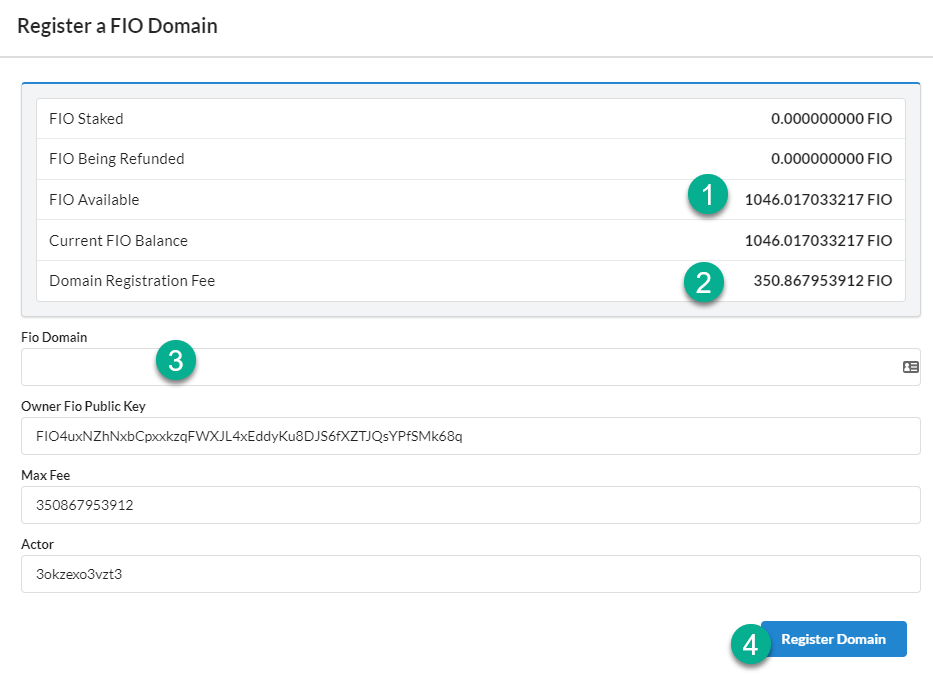 Register a FIO Domain
FIO Staked 0.000000000 FIO
FIO Being Refunded 0.000000000 FIO
FIO Available 1 1046.017033217 FIO
Current FIO Balance 1046.017033217 FIO
Domain Registration Fee 2 350.867953912 FIO
Fio Domain
3
Owner Fio Public Key
FIO4uxNZhNxbCpxxkzqFWXJL4xEddyKu8DJS6fXZTJQsYPfSMk68q
Max Fee
350867953912
Actor
3okzexo3vzt3
4 Register Domain